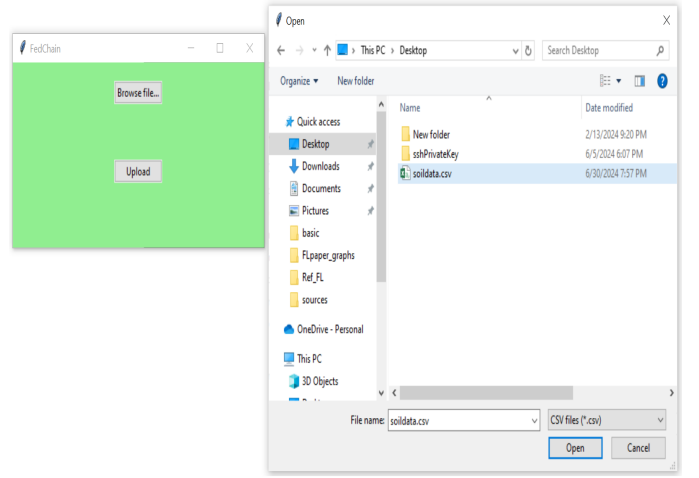 FedChain
Browse file...
Upload
Open
This PC > Desktop
Search Desktop
Organize
New folder
Name
Date modified
Quick access
Desktop
Downloads
Documents
Pictures
basic
FLpaper_graphs
Ref_FL
sources
OneDrive - Personal
This PC
3D Objects
New folder 2/13/2024 9:20 PM
sshPrivateKey 6/5/2024 6:07 PM
soildata.csv 6/30/2024 7:57 PM
File name: soildata.csv
CSV files (*.csv)
Open
Cancel